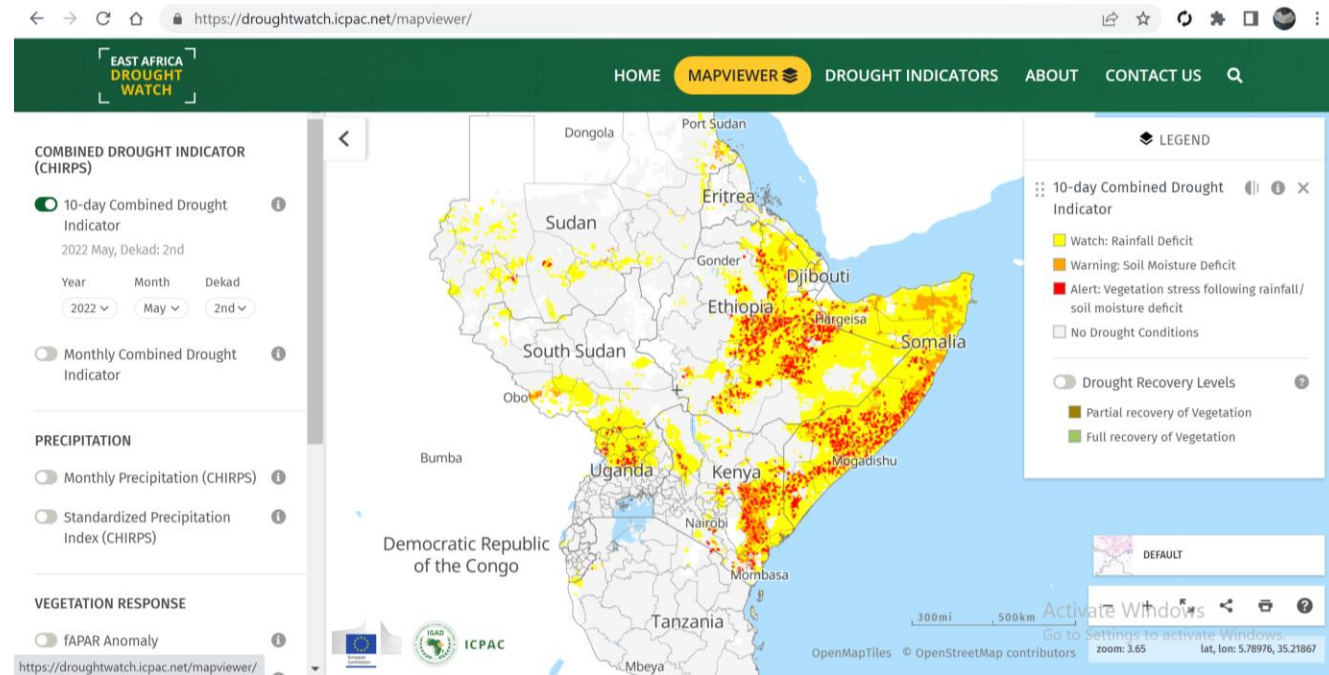 https://droughtwatch.icpac.net/mapviewer/
EAST AFRICA
DROUGHT
WATCH
HOME
MAPVIEWER
DROUGHT INDICATORS
ABOUT
CONTACT US
COMBINED DROUGHT INDICATOR
(CHIRPS)
10-day Combined Drought
Indicator
2022 May, Dekad: 2nd
Year Month Dekad
2022 May 2nd
Monthly Combined Drought
Indicator
PRECIPITATION
Monthly Precipitation (CHIRPS)
Standardized Precipitation
Index (CHIRPS)
VEGETATION RESPONSE
fAPAR Anomaly
https://droughtwatch.icpac.net/mapviewer/
Dongola
Port Sudan
Eritrea
Sudan
Gonder
Djibouti
Ethiopia
Hargeisa
Somalia
South Sudan
Obo
Bumba
Uganda
Kenya
Mogadishu
Nairobi
Democratic Republic
of the Congo
Mombasa
Tanzania
Mbeya
European
Commission
IGAD
ICPAC
300mi
500km
OpenMapTiles © OpenStreetMap contributors
LEGEND
10-day Combined Drought
Indicator
Watch: Rainfall Deficit
Warning: Soil Moisture Deficit
Alert: Vegetation stress following rainfall/
soil moisture deficit
No Drought Conditions
Drought Recovery Levels
Partial recovery of Vegetation
Full recovery of Vegetation
DEFAULT
Activate Windows
Go to Settings to activate Windows.
zoom: 3.65
lat, lon: 5.78976, 35.21867